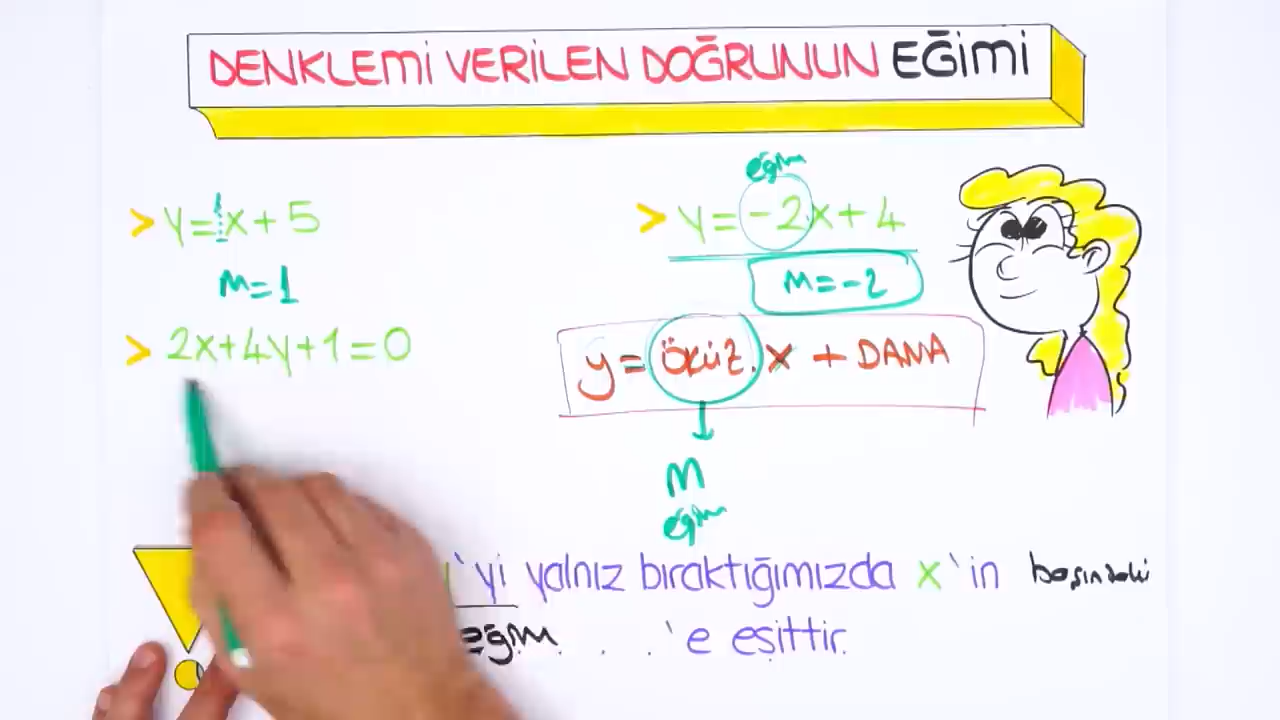 DENKLEMİ VERİLEN DOĞRUNUN EĞİMİ
> y=1x+5
m=1
> 2x+4y+1=0
eğim
> y=-2x+4
m=-2
y=öküz.x+DANA
m
eğim
'yi yalnız bıraktığımızda x'in başındaki
eğim . . . 'e eşittir.